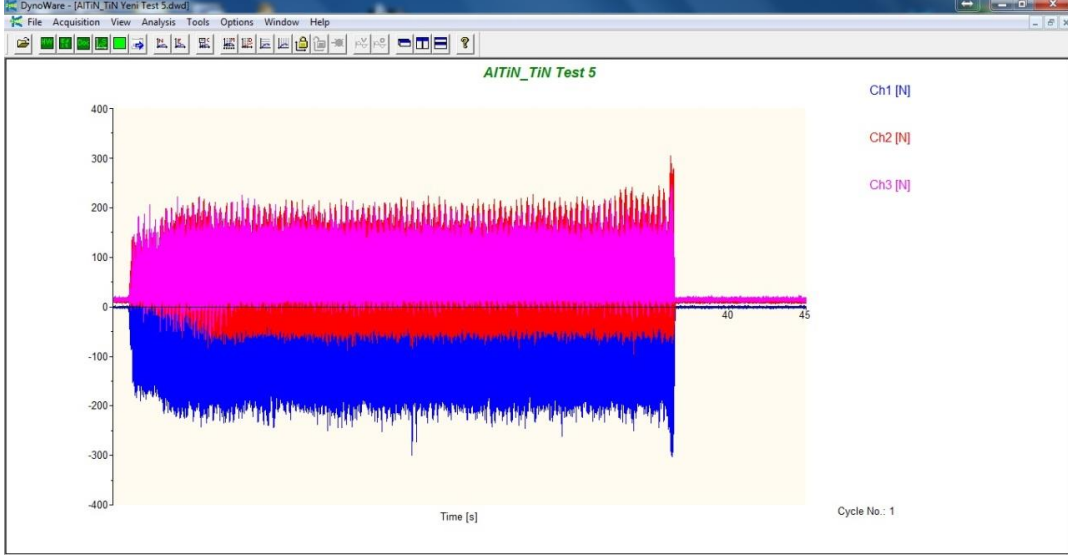 DynoWare - [AlTiN_TiN Yeni Test 5.dwd]
File Acquisition View Analysis Tools Options Window Help
AlTiN_TiN Test 5
Ch1 [N]
Ch2 [N]
Ch3 [N]
400
300
200
100
0
-100
-200
-300
-400
40
45
Time [s]
Cycle No.: 1